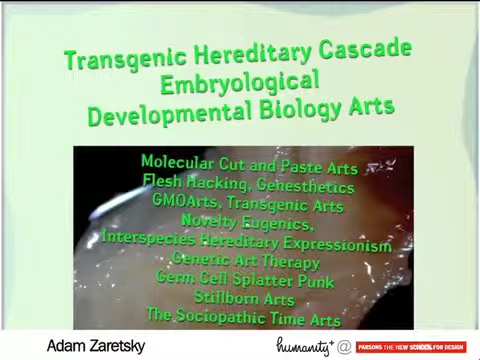 Transgenic Hereditary Cascade
Embryological
Developmental Biology Arts
Molecular Cut and Paste Arts
Flesh Hacking, Genesthetics
GMOArts, Transgenic Arts
Novelty Eugenics,
Interspecies Hereditary Expressionism
Genetic Art Therapy
Germ Cell Splatter Punk
Stillborn Arts
The Sociopathic Time Arts
Adam Zaretsky
humanity+ @ PARSONS THE NEW SCHOOL FOR DESIGN